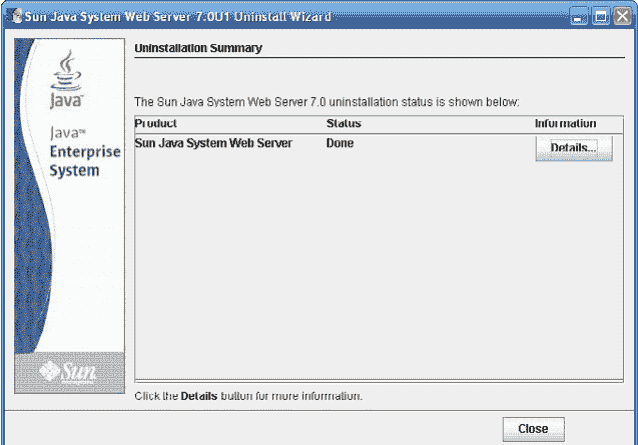 Sun Java System Web Server 7.0U1 Uninstall Wizard
Uninstallation Summary
Java™
Java™
Enterprise
System
Sun
The Sun Java System Web Server 7.0 uninstallation status is shown below:
Product Status Information
Sun Java System Web Server Done Details...
Click the Details button for more information.
Close